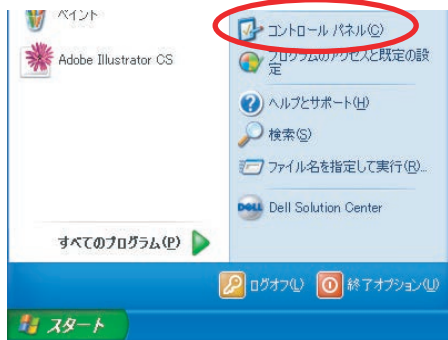 ペイント
Adobe Illustrator CS
すべてのプログラム(P)
コントロール パネル(C)
プログラムのアクセスと既定の設
定
ヘルプとサポート(H)
検索(S)
ファイル名を指定して実行(R)...
DELL
Dell Solution Center
ログオフ(L)
終了オプション(U)
スタート